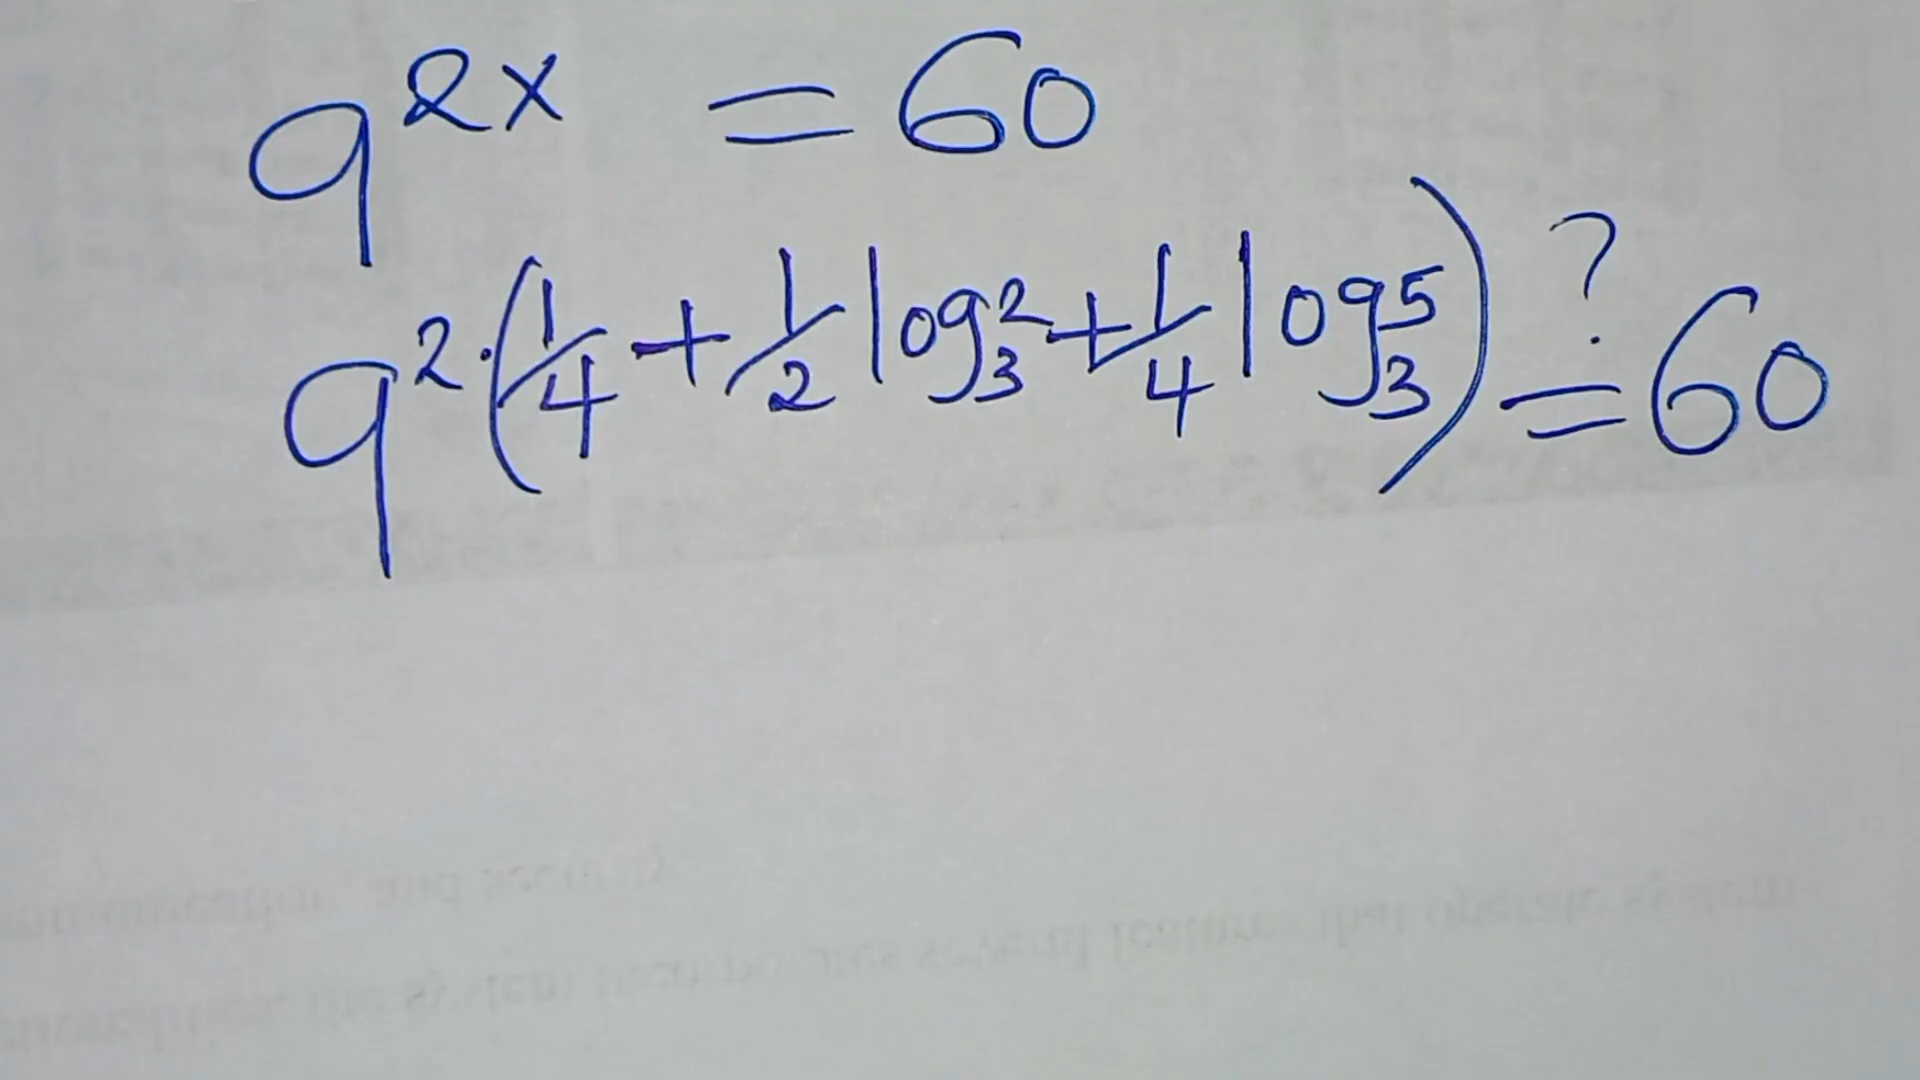 9^{2x} = 60
9^{2·(1/4 + 1/2 log_3 2 + 1/4 log_3 5)} ?= 60